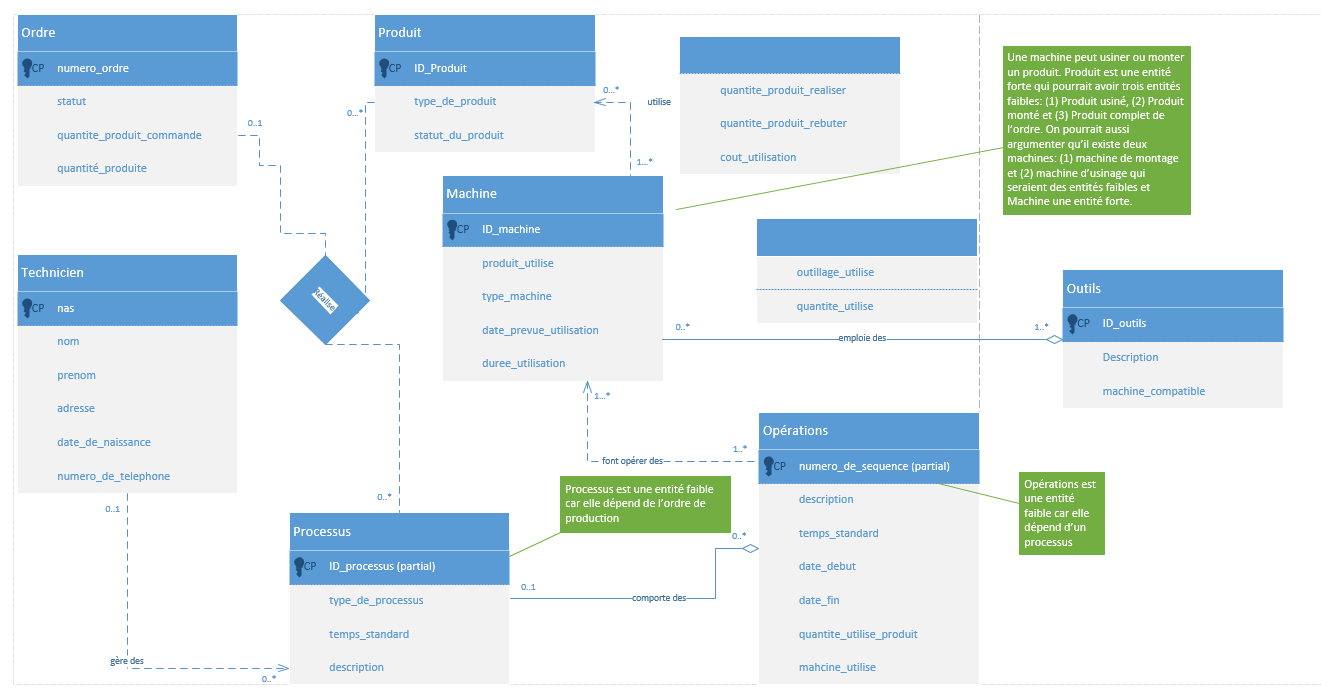 Ordre
CP numero_ordre
statut
quantite_produit_commande
quantité_produite
0..1
Produit
CP ID_Produit
type_de_produit
statut_du_produit
0...*
0...*
utilise
1...*
quantite_produit_realiser
quantite_produit_rebuter
cout_utilisation
Une machine peut usiner ou monter
un produit. Produit est une entité
forte qui pourrait avoir trois entités
faibles: (1) Produit usiné, (2) Produit
monté et (3) Produit complet de
l'ordre. On pourrait aussi
argumenter qu'il existe deux
machines: (1) machine de montage
et (2) machine d'usinage qui
seraient des entités faibles et
Machine une entité forte.
Machine
CP ID_machine
produit_utilise
type_machine
date_prevue_utilisation
duree_utilisation
outillage_utilise
quantite_utilise
0..*
emploie des
1..*
Outils
CP ID_outils
Description
machine_compatible
Technicien
CP nas
nom
prenom
adresse
date_de_naissance
numero_de_telephone
0..1
Réalise
0..*
gère des
0..*
Processus
CP ID_processus (partial)
type_de_processus
temps_standard
description
Processus est une entité faible
car elle dépend de l'ordre de
production
0..1
comporte des
0..*
1...*
font opérer des
1..*
Opérations
CP numero_de_sequence (partial)
description
temps_standard
date_debut
date_fin
quantite_utilise_produit
mahcine_utilise
Opérations est
une entité
faible car elle
dépend d'un
processus